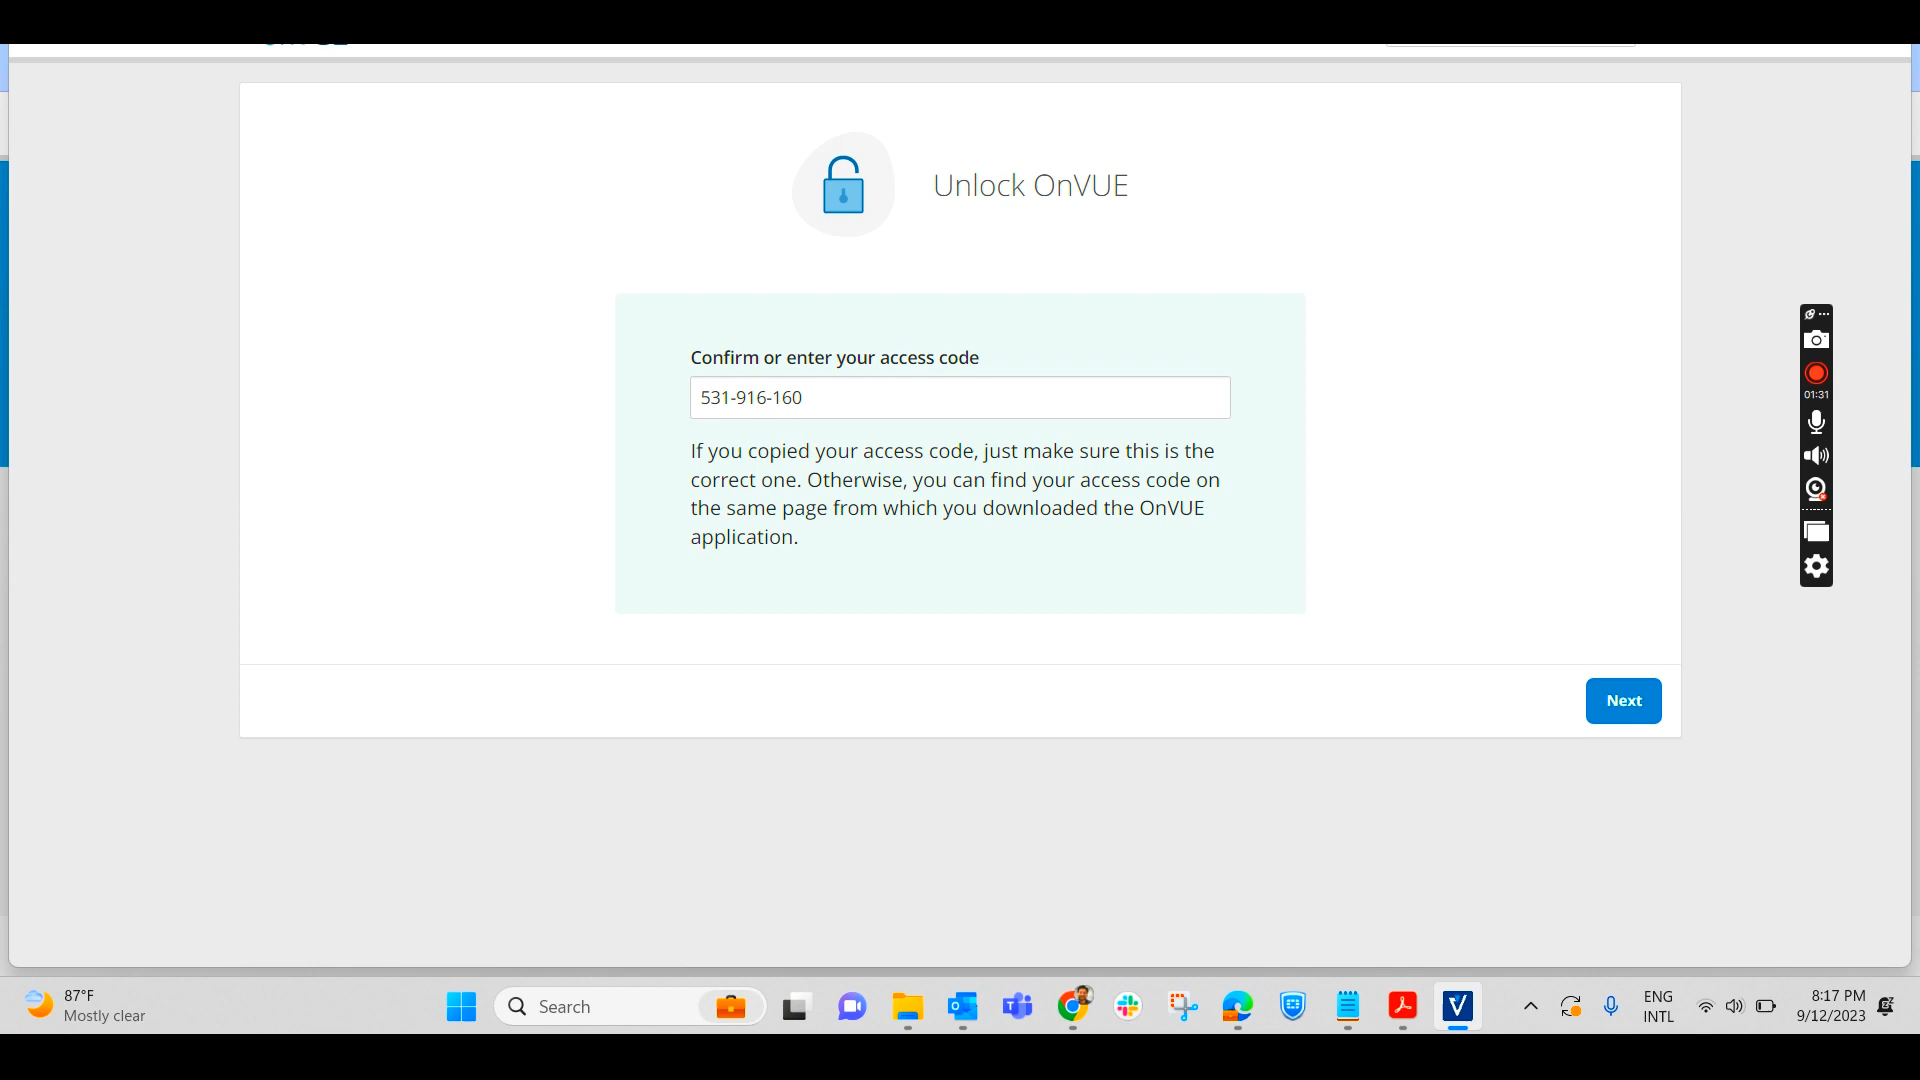 Unlock OnVUE
Confirm or enter your access code
531-916-160
If you copied your access code, just make sure this is the
correct one. Otherwise, you can find your access code on
the same page from which you downloaded the OnVUE
application.
01:31
Next
87°F
Mostly clear
Search
ENG
INTL
8:17 PM
9/12/2023